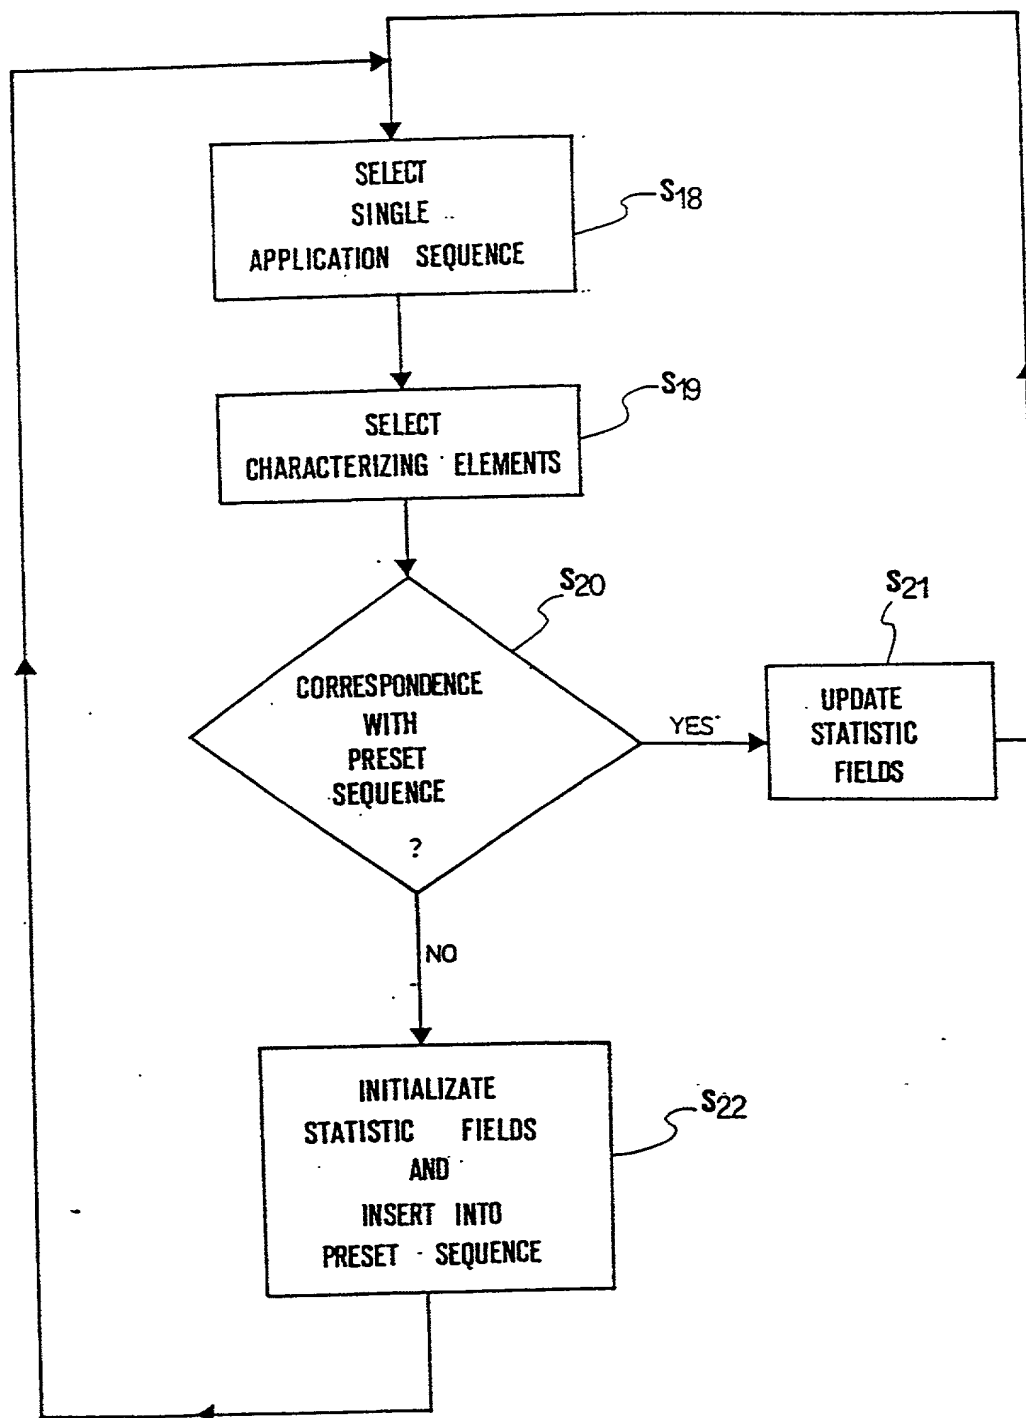 SELECT
SINGLE
APPLICATION SEQUENCE
S18
SELECT
CHARACTERIZING ELEMENTS
S19
CORRESPONDENCE
WITH
PRESET
SEQUENCE
?
S20
YES
S21
UPDATE
STATISTIC
FIELDS
NO
INITIALIZATE
STATISTIC FIELDS
AND
INSERT INTO
PRESET SEQUENCE
S22